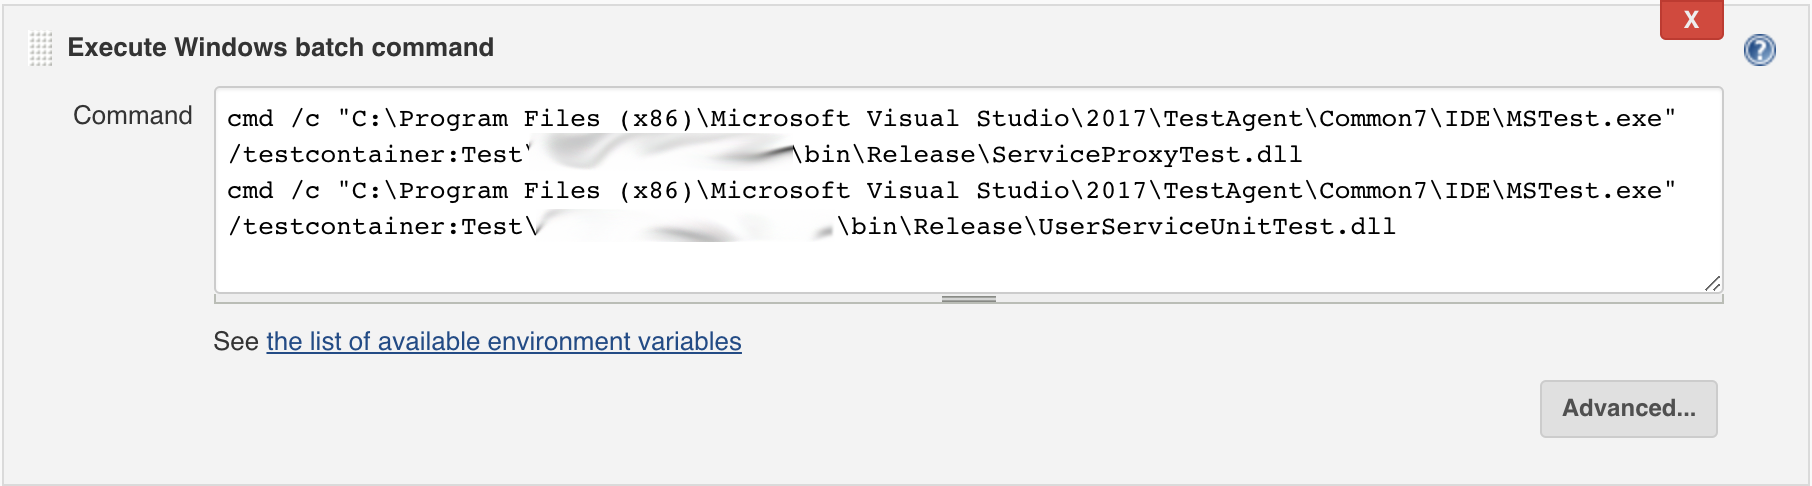 X
Execute Windows batch command
?
Command
cmd /c "C:\Program Files (x86)\Microsoft Visual Studio\2017\TestAgent\Common7\IDE\MSTest.exe"
/testcontainer:Test\ \bin\Release\ServiceProxyTest.dll
cmd /c "C:\Program Files (x86)\Microsoft Visual Studio\2017\TestAgent\Common7\IDE\MSTest.exe"
/testcontainer:Test\ \bin\Release\UserServiceUnitTest.dll
See the list of available environment variables
Advanced...